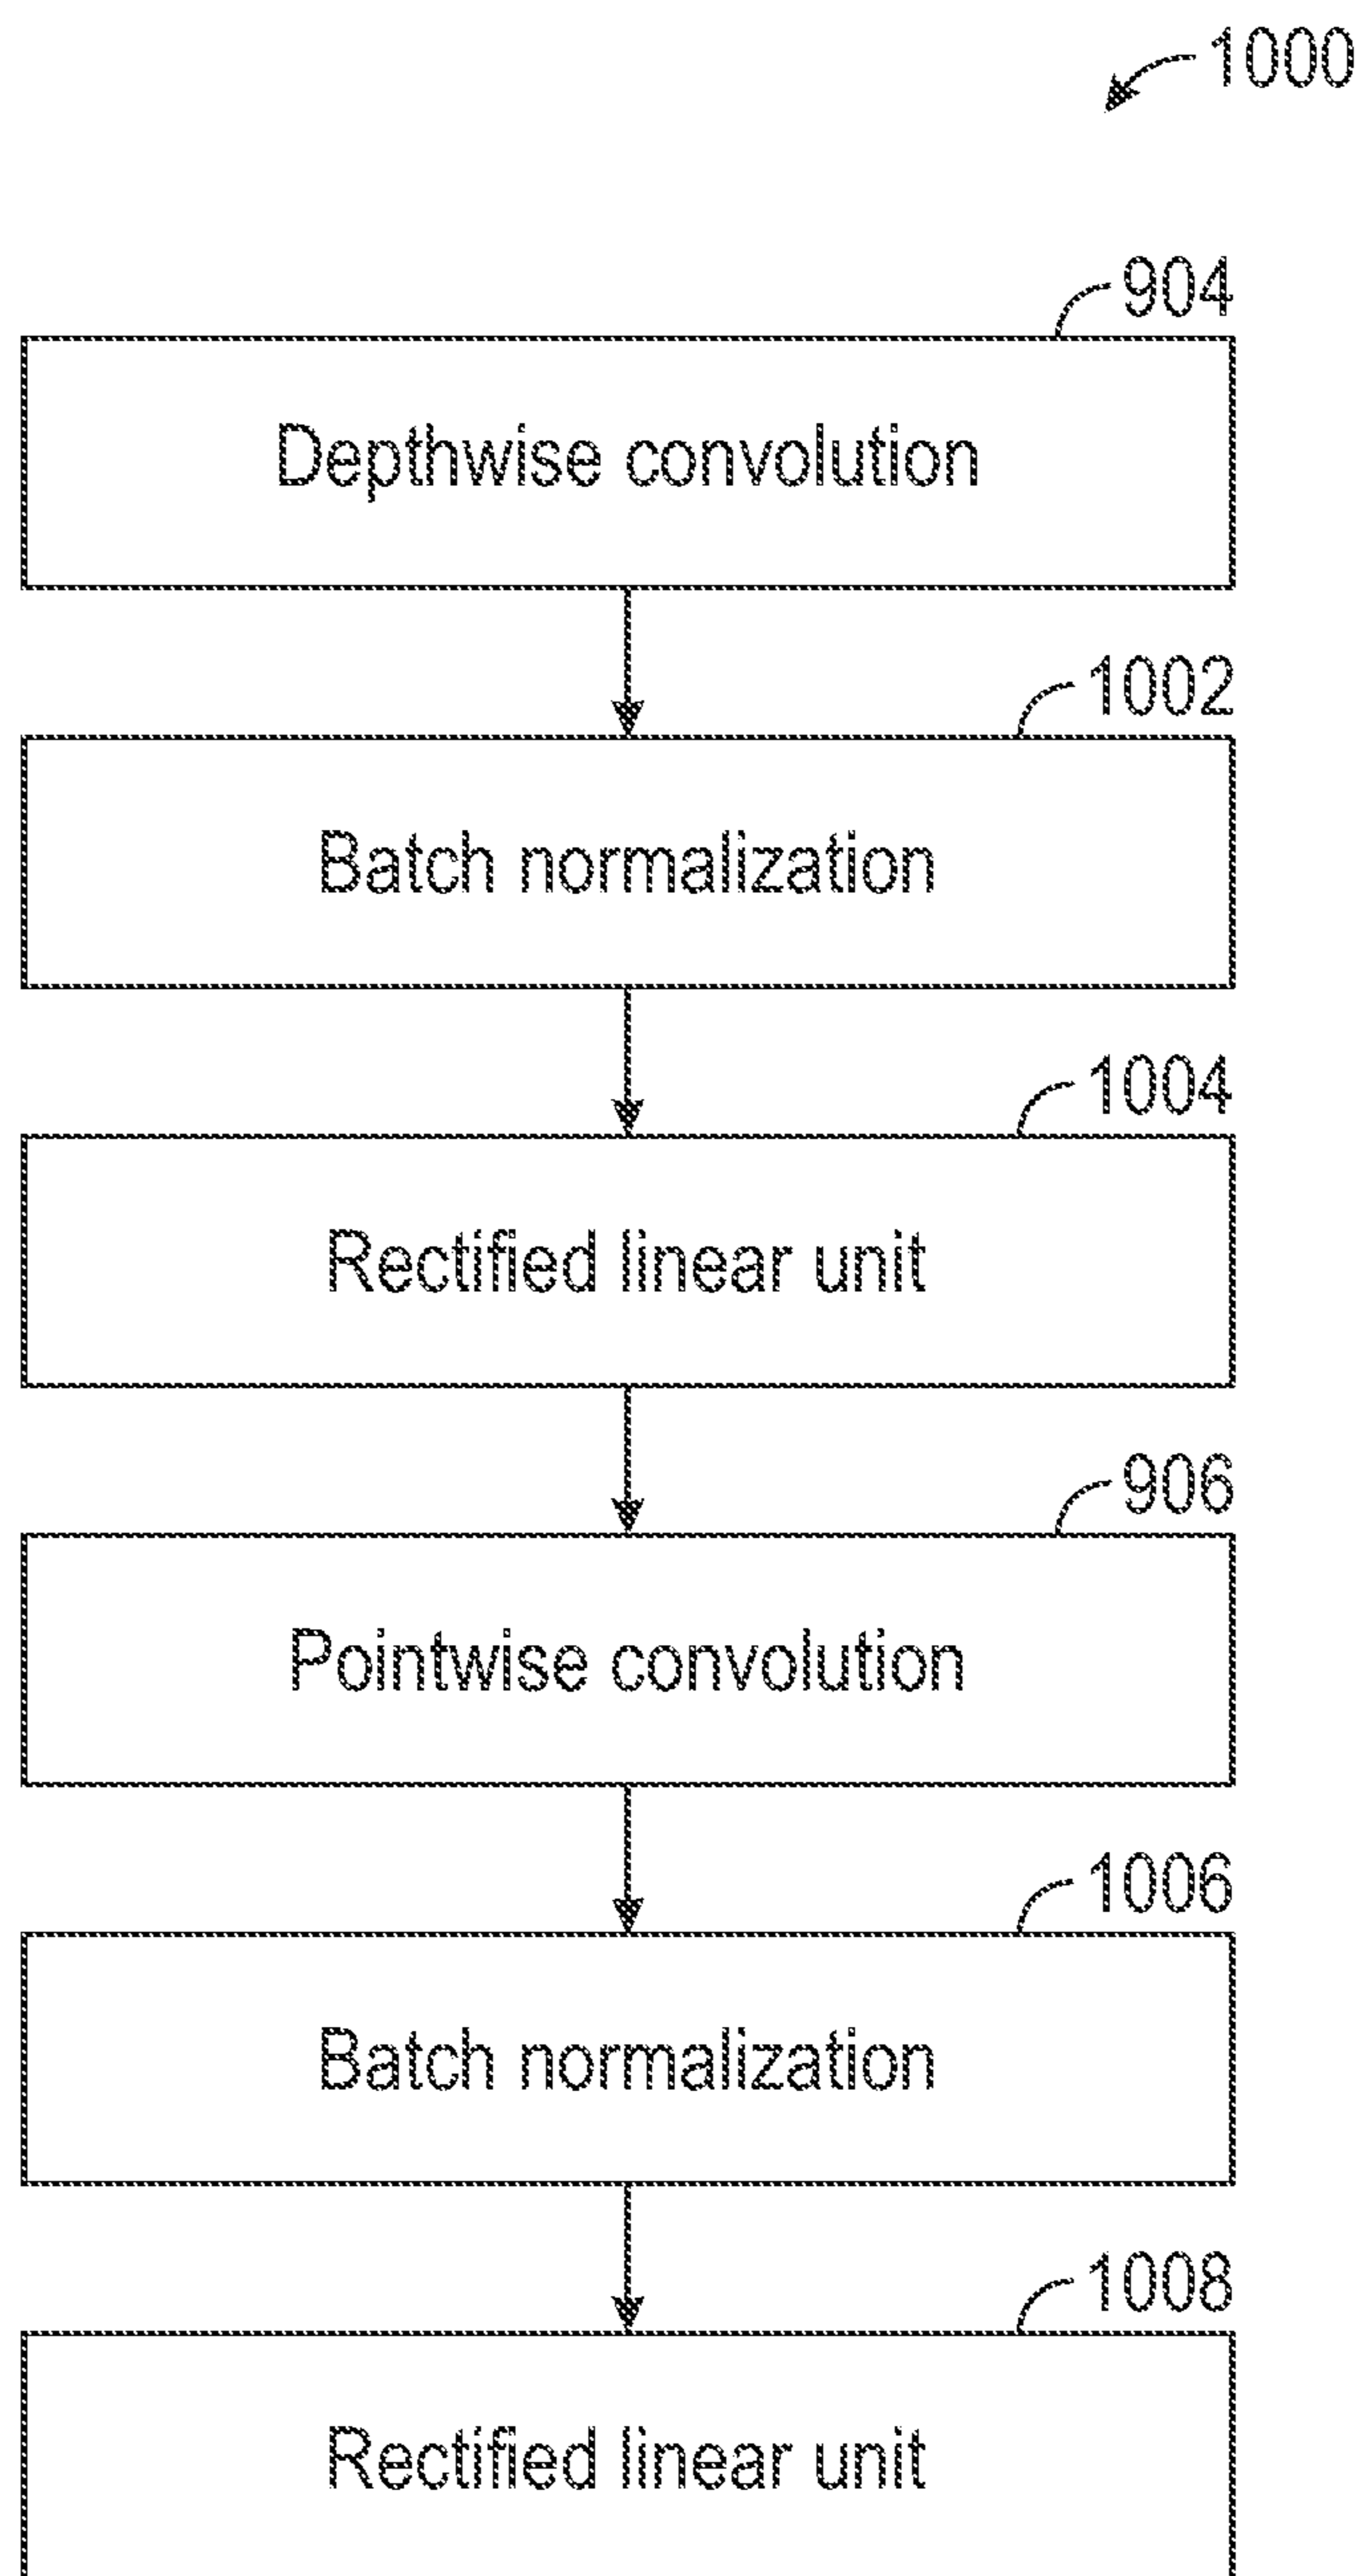 1000
904
Depthwise convolution
1002
Batch normalization
1004
Rectified linear unit
906
Pointwise convolution
1006
Batch normalization
1008
Rectified linear unit